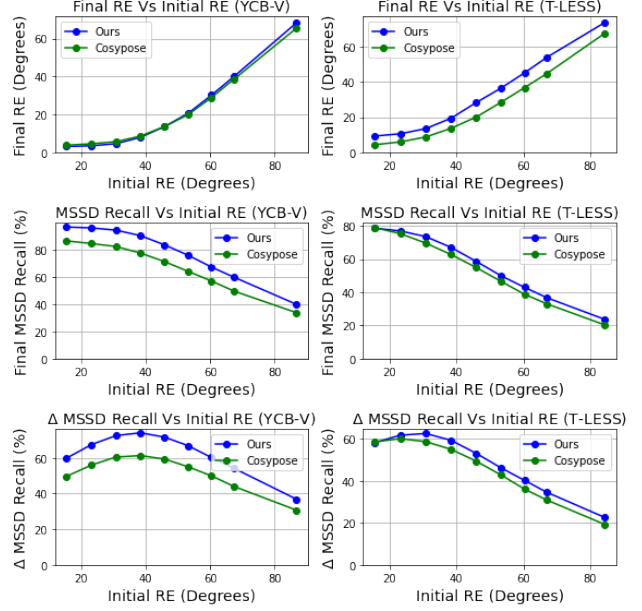 Final RE Vs Initial RE (YCB-V)
Final RE (Degrees)
60
40
20
0
Ours
Cosypose
20 40 60 80
Initial RE (Degrees)
Final RE Vs Initial RE (T-LESS)
Final RE (Degrees)
60
40
20
0
Ours
Cosypose
20 40 60 80
Initial RE (Degrees)
MSSD Recall Vs Initial RE (YCB-V)
Final MSSD Recall (%)
80
60
40
20
0
Ours
Cosypose
20 40 60 80
Initial RE (Degrees)
MSSD Recall Vs Initial RE (T-LESS)
Final MSSD Recall (%)
80
60
40
20
0
Ours
Cosypose
20 40 60 80
Initial RE (Degrees)
Δ MSSD Recall Vs Initial RE (YCB-V)
Δ MSSD Recall (%)
60
40
20
0
Ours
Cosypose
20 40 60 80
Initial RE (Degrees)
Δ MSSD Recall Vs Initial RE (T-LESS)
Δ MSSD Recall (%)
60
40
20
0
Ours
Cosypose
20 40 60 80
Initial RE (Degrees)